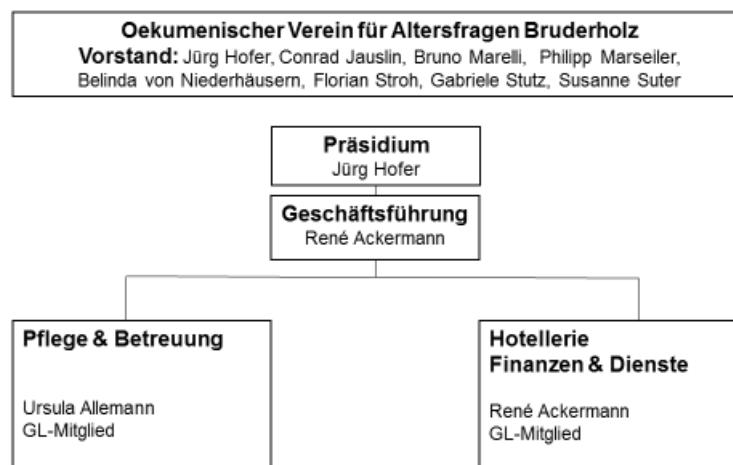 Oekumenischer Verein für Altersfragen Bruderholz
Vorstand: Jürg Hofer, Conrad Jauslin, Bruno Marelli, Philipp Marseiler,
Belinda von Niederhäusern, Florian Stroh, Gabriele Stutz, Susanne Suter
Präsidium
Jürg Hofer
Geschäftsführung
René Ackermann
Pflege & Betreuung
Ursula Allemann
GL-Mitglied
Hotellerie
Finanzen & Dienste
René Ackermann
GL-Mitglied